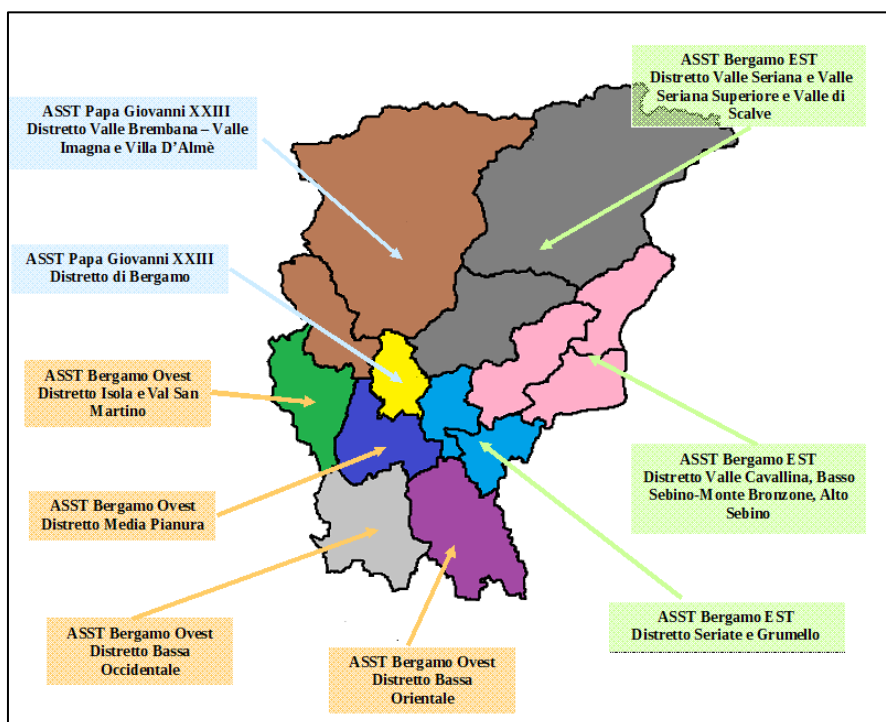 ASST Bergamo EST
Distretto Valle Seriana e Valle
Seriana Superiore e Valle di
Scalve
ASST Papa Giovanni XXIII
Distretto Valle Brembana – Valle
Imagna e Villa D’Almè
ASST Papa Giovanni XXIII
Distretto di Bergamo
ASST Bergamo Ovest
Distretto Isola e Val San
Martino
ASST Bergamo EST
Distretto Valle Cavallina, Basso
Sebino-Monte Bronzone, Alto
Sebino
ASST Bergamo Ovest
Distretto Media Pianura
ASST Bergamo EST
Distretto Seriate e Grumello
ASST Bergamo Ovest
Distretto Bassa
Occidentale
ASST Bergamo Ovest
Distretto Bassa
Orientale